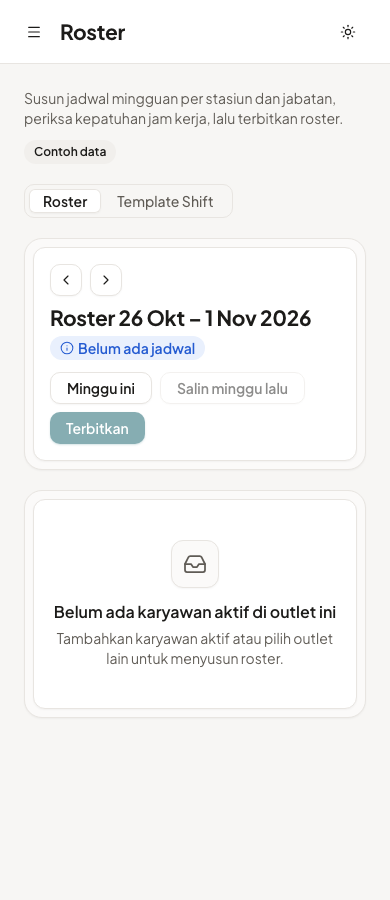 Roster
Susun jadwal mingguan per stasiun dan jabatan,
periksa kepatuhan jam kerja, lalu terbitkan roster.
Contoh data
Roster
Template Shift
Roster 26 Okt – 1 Nov 2026
Belum ada jadwal
Minggu ini
Salin minggu lalu
Terbitkan
Belum ada karyawan aktif di outlet ini
Tambahkan karyawan aktif atau pilih outlet
lain untuk menyusun roster.